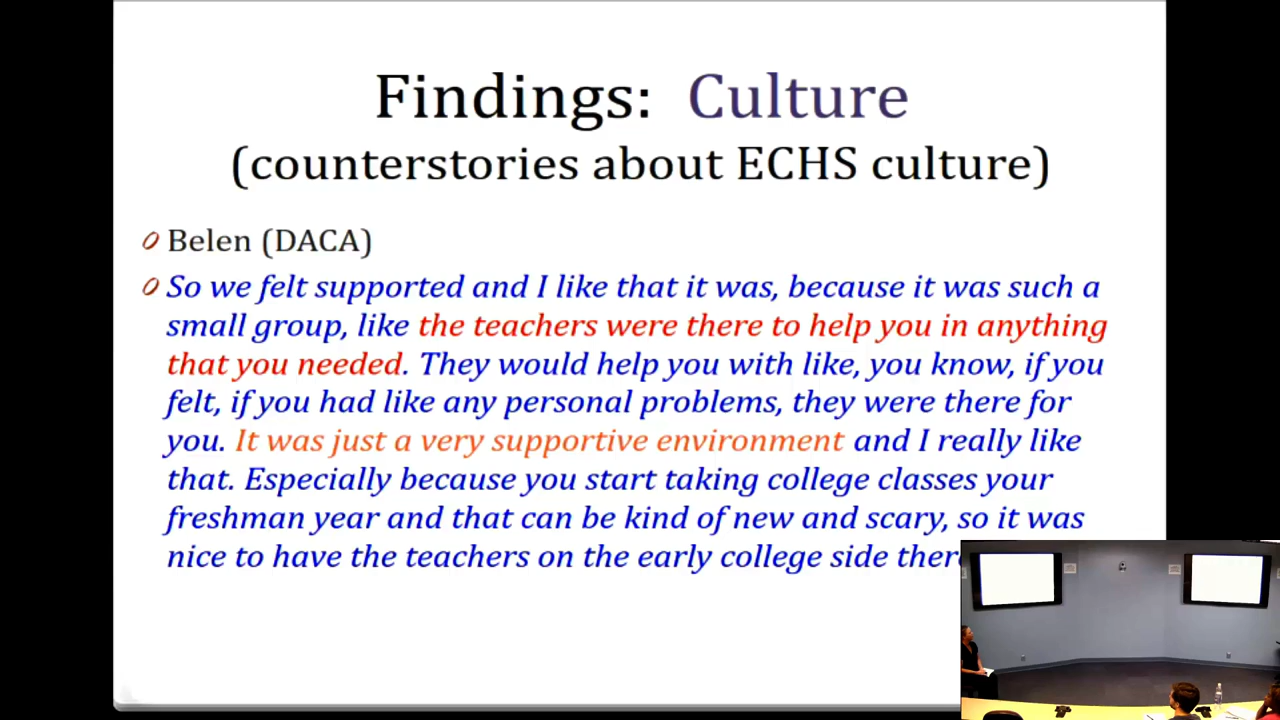 Findings: Culture
(counterstories about ECHS culture)
Belen (DACA)
So we felt supported and I like that it was, because it was such a
small group, like the teachers were there to help you in anything
that you needed. They would help you with like, you know, if you
felt, if you had like any personal problems, they were there for
you. It was just a very supportive environment and I really like
that. Especially because you start taking college classes your
freshman year and that can be kind of new and scary, so it was
nice to have the teachers on the early college side there